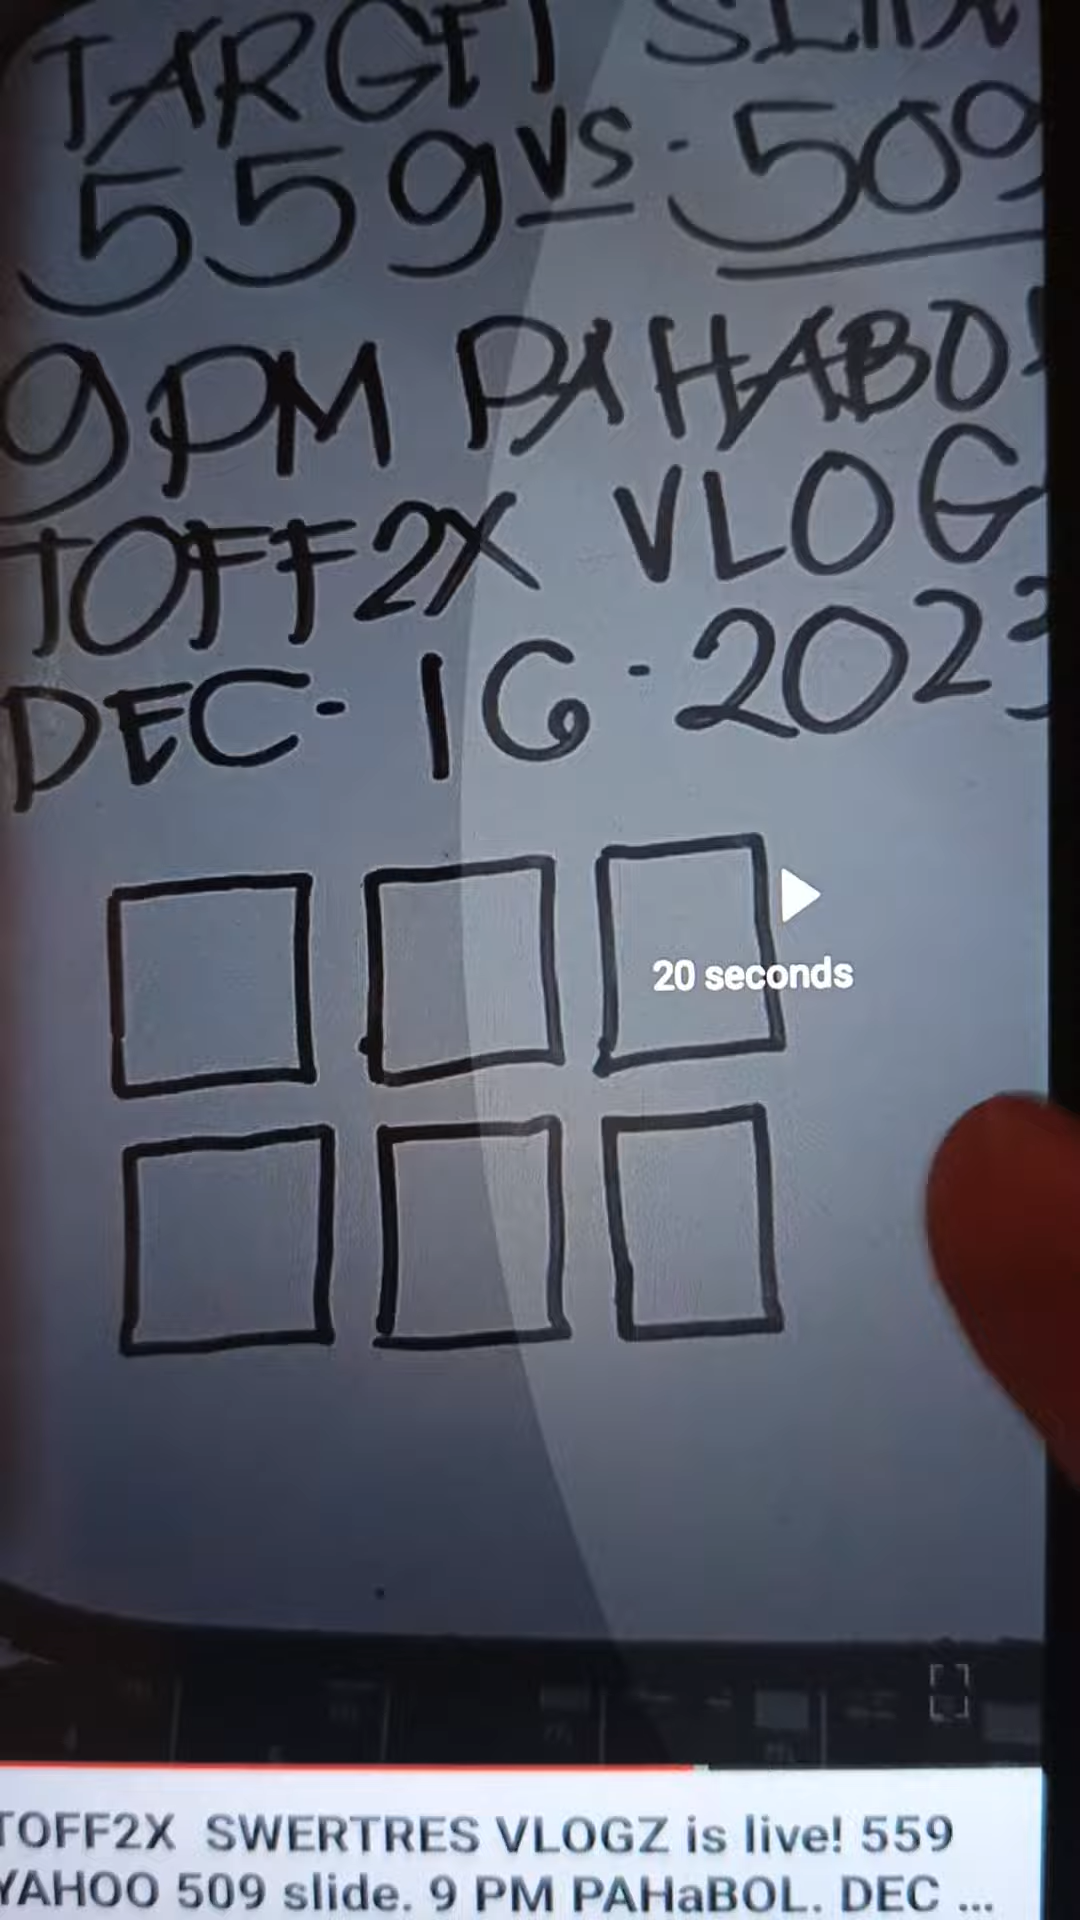 TARGET SLIDE
559 vs. 509
9PM PAHABOL
TOFF2X VLOG
DEC. 16. 2023
20 seconds
TOFF2X SWERTRES VLOGZ is live! 559
YAHOO 509 slide. 9 PM PAHaBOL. DEC ...